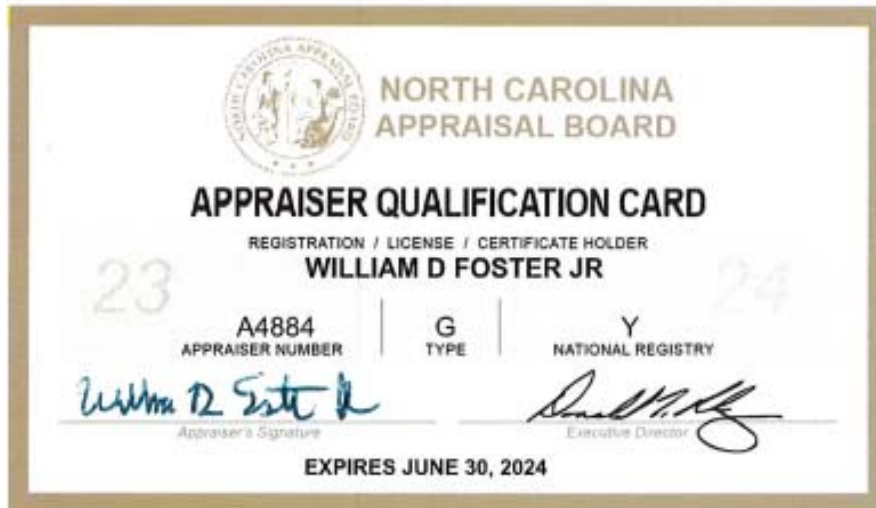 NORTH CAROLINA
APPRAISAL BOARD
APPRAISER QUALIFICATION CARD
REGISTRATION / LICENSE / CERTIFICATE HOLDER
WILLIAM D FOSTER JR
23 24
A4884 G Y
APPRAISER NUMBER TYPE NATIONAL REGISTRY
Appraiser's Signature Executive Director
EXPIRES JUNE 30, 2024